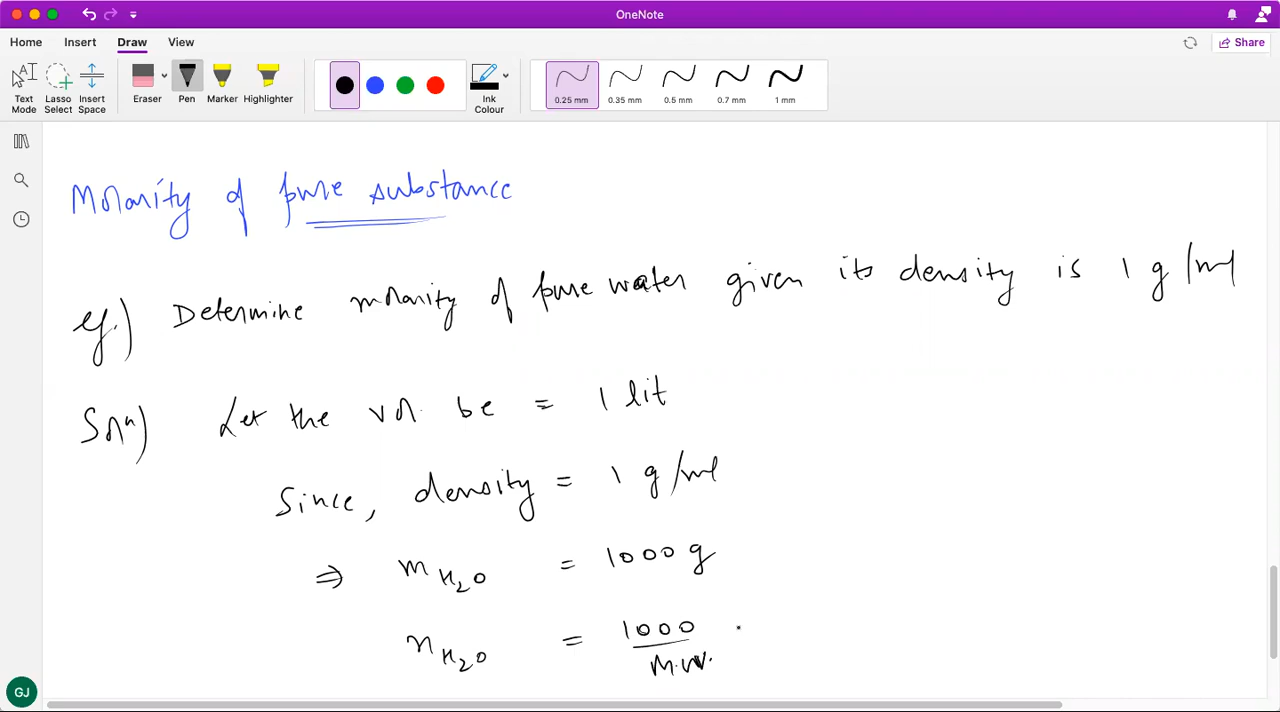 OneNote
Home Insert Draw View
Share
Text Mode
Lasso Select
Insert Space
Eraser
Pen
Marker
Highlighter
Ink Colour
0.25 mm
0.35 mm
0.5 mm
0.7 mm
1 mm
Molarity of pure substance
eg.) Determine molarity of pure water given its density is 1 g/ml
Solⁿ) Let the vol. be = 1 lit
Since, density = 1 g/ml
⇒ m H₂O = 1000 g
n H₂O = 1000
M.W.
GJ